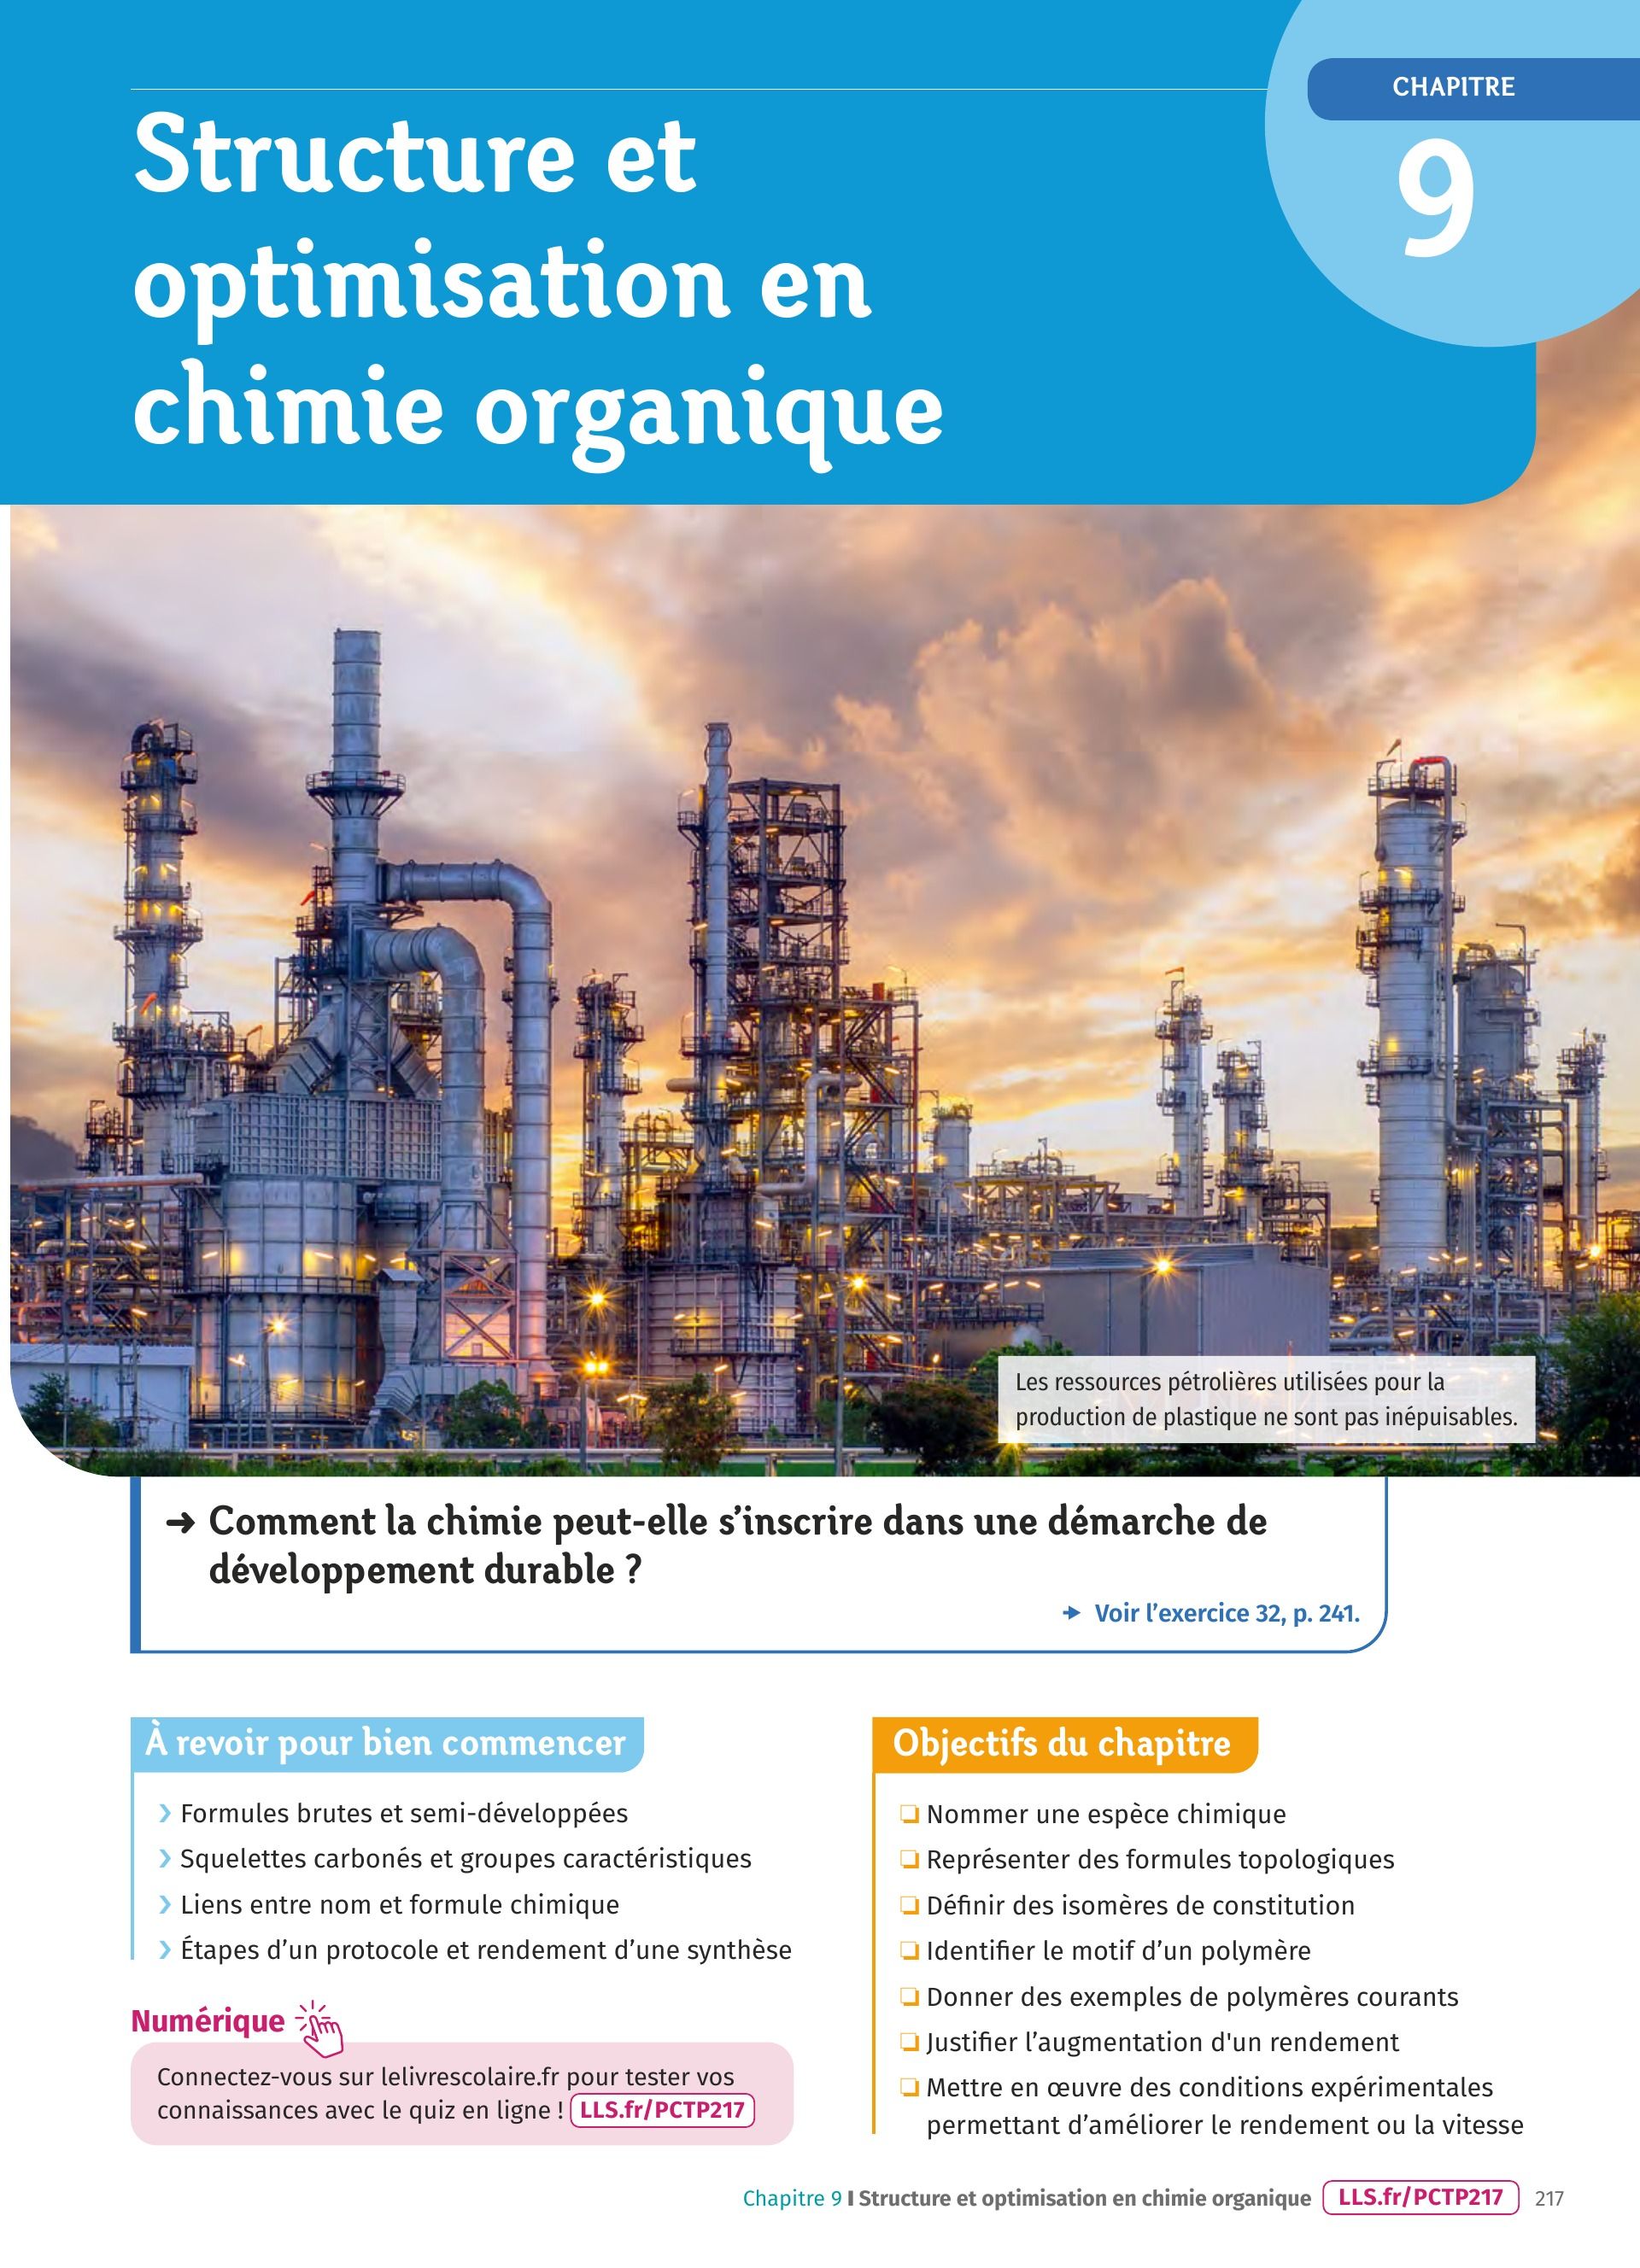 CHAPITRE
9
Structure et
optimisation en
chimie organique
Les ressources pétrolières utilisées pour la
production de plastique ne sont pas inépuisables.
➜ Comment la chimie peut-elle s’inscrire dans une démarche de
développement durable ?
Voir l’exercice 32, p. 241.
À revoir pour bien commencer
› Formules brutes et semi-développées
› Squelettes carbonés et groupes caractéristiques
› Liens entre nom et formule chimique
› Étapes d’un protocole et rendement d’une synthèse
Numérique
Connectez-vous sur lelivrescolaire.fr pour tester vos
connaissances avec le quiz en ligne ! LLS.fr/PCTP217
Objectifs du chapitre
❏ Nommer une espèce chimique
❏ Représenter des formules topologiques
❏ Définir des isomères de constitution
❏ Identifier le motif d’un polymère
❏ Donner des exemples de polymères courants
❏ Justifier l’augmentation d'un rendement
❏ Mettre en œuvre des conditions expérimentales
permettant d’améliorer le rendement ou la vitesse
Chapitre 9 I Structure et optimisation en chimie organique LLS.fr/PCTP217 217